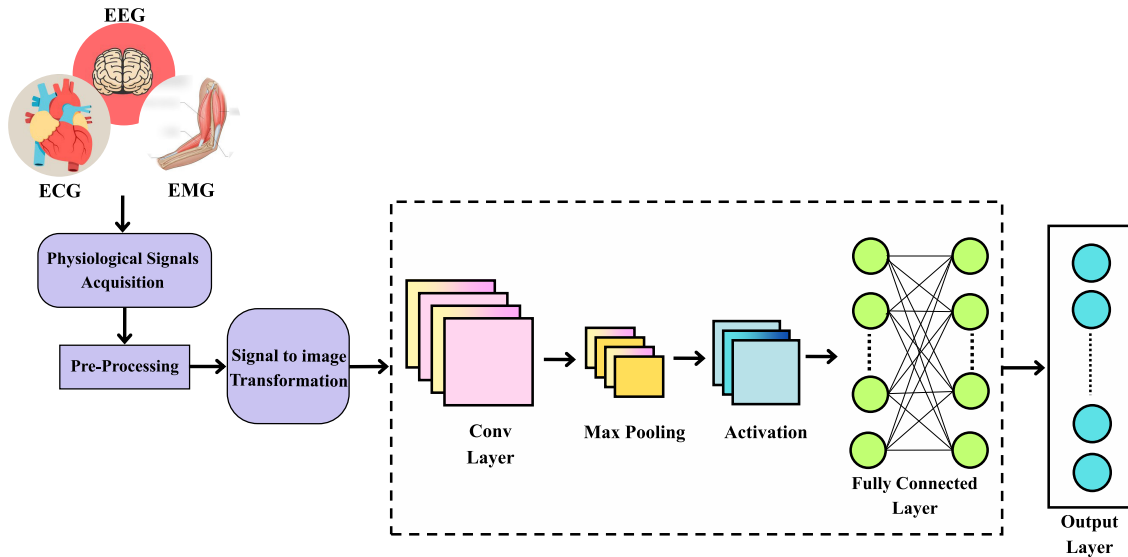 EEG
ECG
EMG
Physiological Signals
Acquisition
Pre-Processing
Signal to image
Transformation
Conv
Layer
Max Pooling
Activation
Fully Connected
Layer
Output
Layer